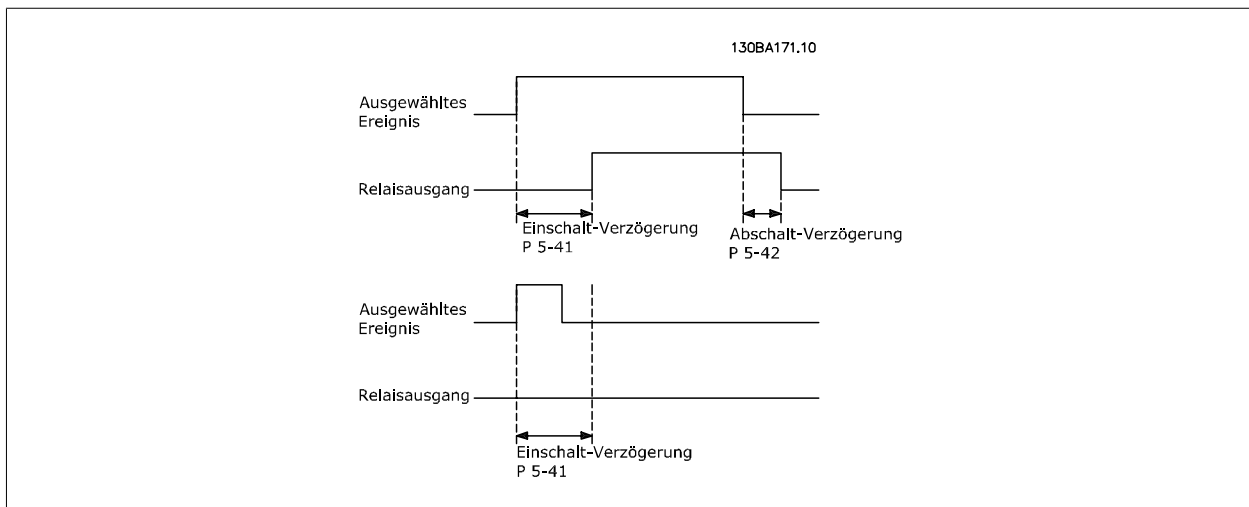 130BA171.10
Ausgewähltes
Ereignis
Relaisausgang
Einschalt-Verzögerung
P 5-41
Abschalt-Verzögerung
P 5-42
Ausgewähltes
Ereignis
Relaisausgang
Einschalt-Verzögerung
P 5-41